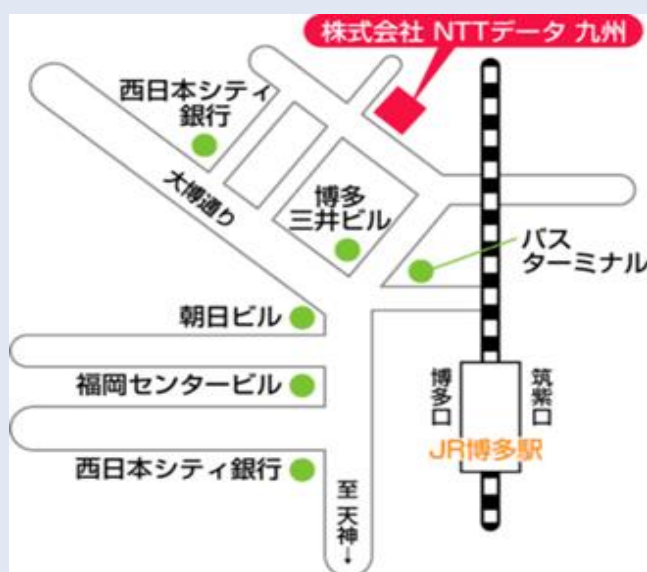 株式会社 NTTデータ 九州
西日本シティ
銀行
大博通り
博多
三井ビル
バス
ターミナル
朝日ビル
福岡センタービル
博多口
筑紫口
JR博多駅
西日本シティ銀行
至 天神→